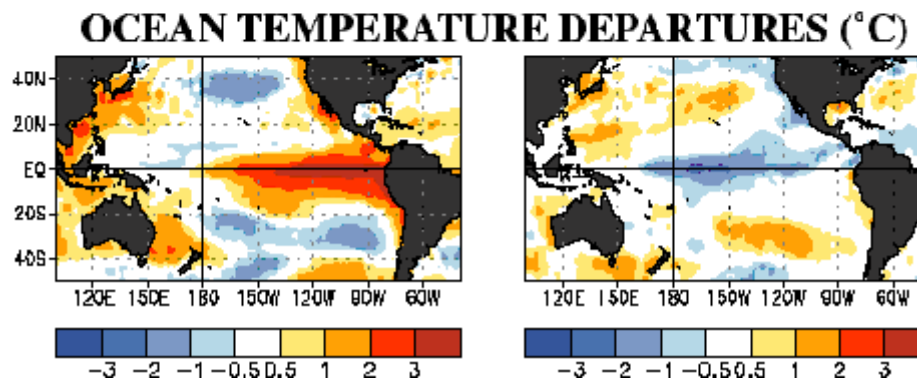 OCEAN TEMPERATURE DEPARTURES (°C)
40N
20N
EQ
20S
40S
120E 150E 180 150W 120W 90W 60W
120E 150E 180 150W 120W 90W 60W
-3 -2 -1 -0.5 0.5 1 2 3
-3 -2 -1 -0.5 0.5 1 2 3